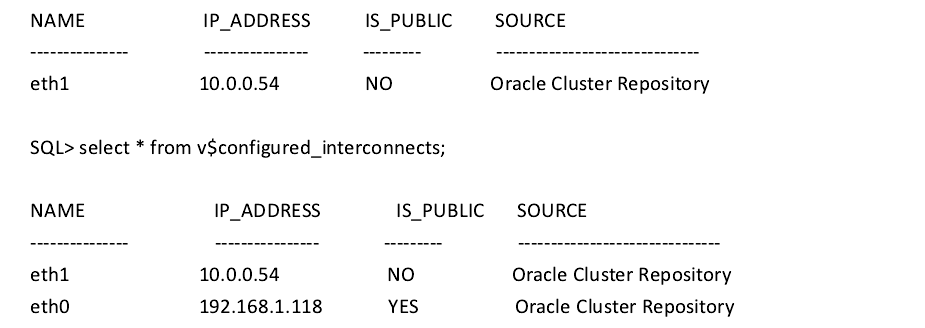 NAME IP_ADDRESS IS_PUBLIC SOURCE
--------------- ---------------- --------- -------------------------------
eth1 10.0.0.54 NO Oracle Cluster Repository
SQL> select * from v$configured_interconnects;
NAME IP_ADDRESS IS_PUBLIC SOURCE
--------------- ---------------- --------- -------------------------------
eth1 10.0.0.54 NO Oracle Cluster Repository
eth0 192.168.1.118 YES Oracle Cluster Repository